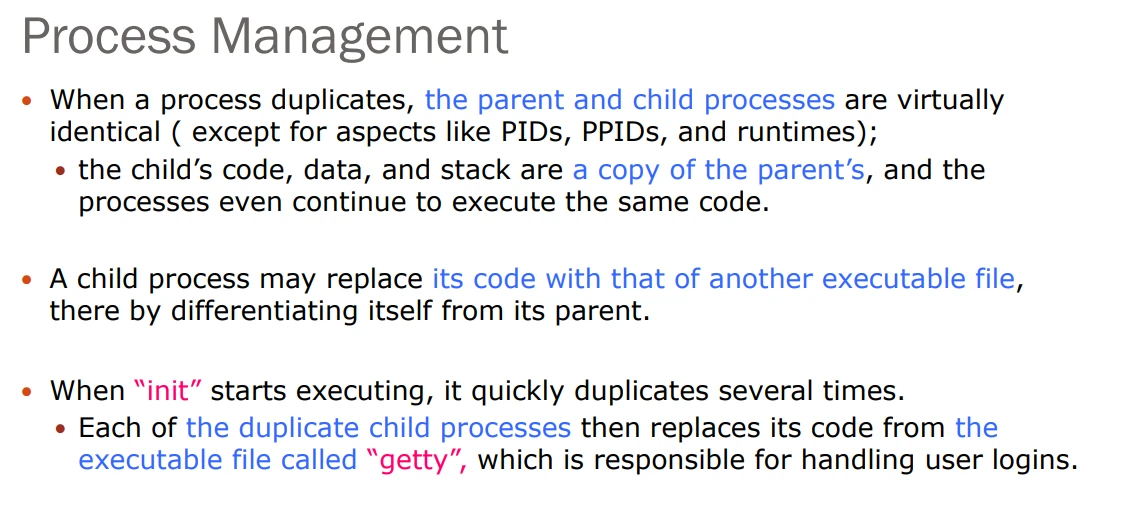 Process Management
• When a process duplicates, the parent and child processes are virtually
identical ( except for aspects like PIDs, PPIDs, and runtimes);
• the child’s code, data, and stack are a copy of the parent’s, and the
processes even continue to execute the same code.
• A child process may replace its code with that of another executable file,
there by differentiating itself from its parent.
• When “init” starts executing, it quickly duplicates several times.
• Each of the duplicate child processes then replaces its code from the
executable file called “getty”, which is responsible for handling user logins.